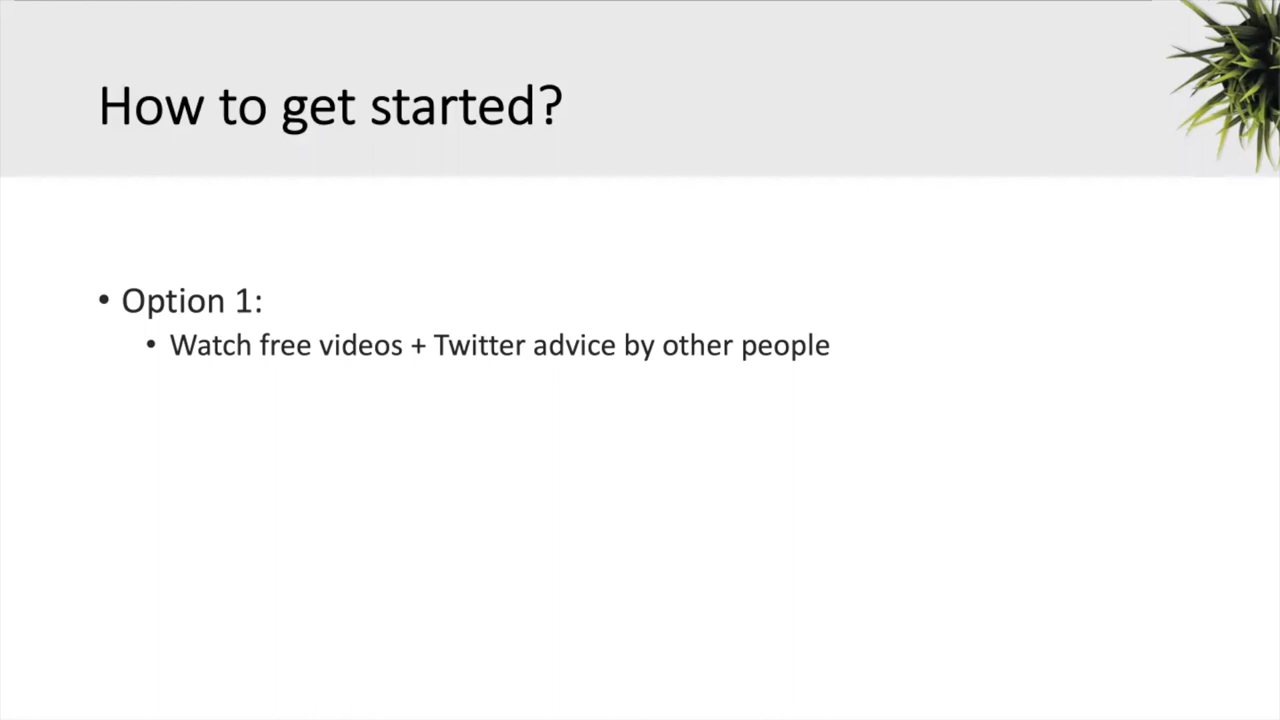 How to get started?
• Option 1:
• Watch free videos + Twitter advice by other people